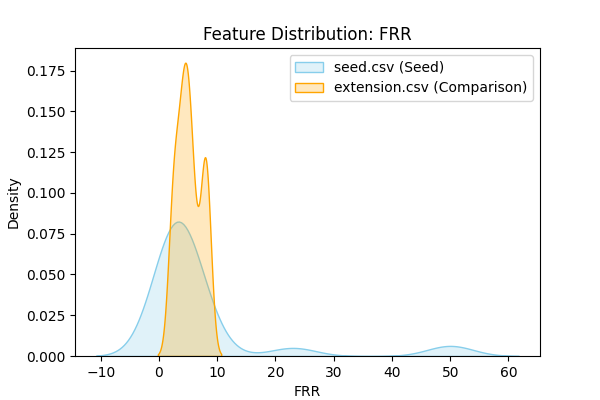 Feature Distribution: FRR
seed.csv (Seed)
extension.csv (Comparison)
0.175
0.150
0.125
0.100
0.075
0.050
0.025
0.000
Density
−10 0 10 20 30 40 50 60
FRR